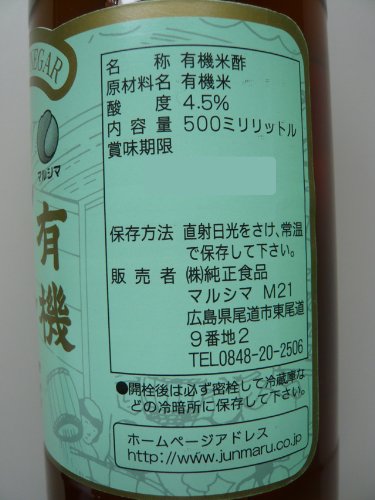 NEGAR
マルシマ
有機
名 称 有機米酢
原材料名 有機米
酸 度 4.5%
内容量 500ミリリットル
賞味期限
保存方法 直射日光をさけ、常温
で保存して下さい。
販売者 ㈱純正食品
マルシマ M21
広島県尾道市東尾道
9番地2
TEL0848-20-2506
●開栓後は必ず密栓して冷蔵庫な
どの冷暗所に保存して下さい。
ホームページアドレス
http://www.junmaru.co.jp